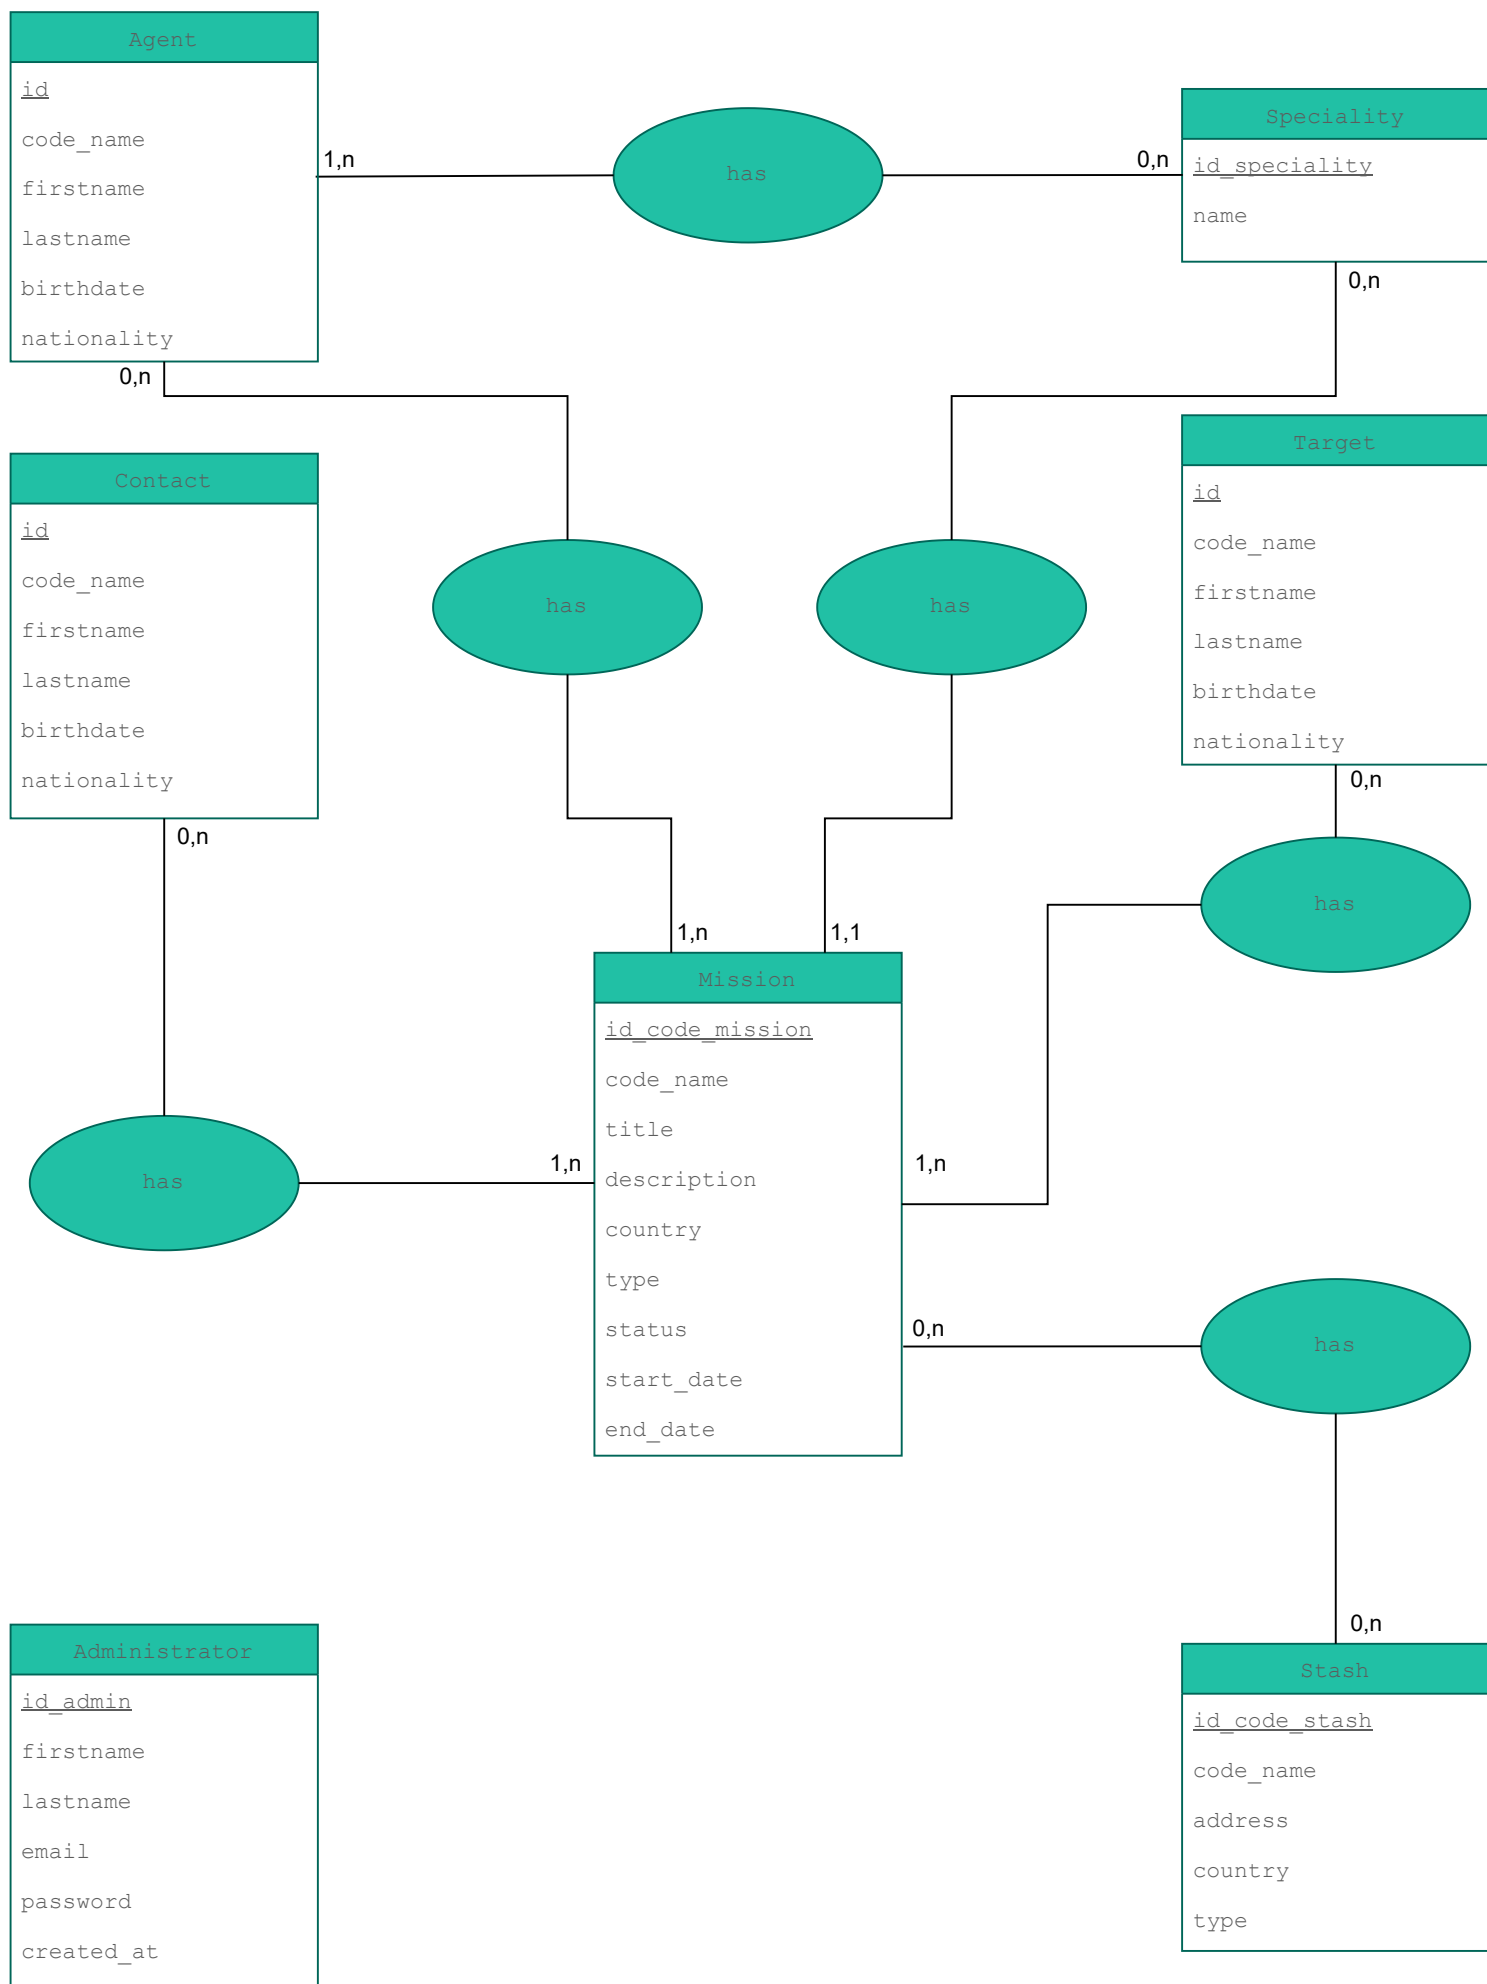 Agent
id
code_name
firstname
lastname
birthdate
nationality
1,n
has
0,n
Speciality
id_speciality
name
0,n
0,n
Contact
id
code_name
firstname
lastname
birthdate
nationality
0,n
has
has
Target
id
code_name
firstname
lastname
birthdate
nationality
0,n
has
1,n
1,1
Mission
id_code_mission
code_name
title
description
country
type
status
start_date
end_date
has
1,n
1,n
0,n
has
0,n
Administrator
id_admin
firstname
lastname
email
password
created_at
Stash
id_code_stash
code_name
address
country
type